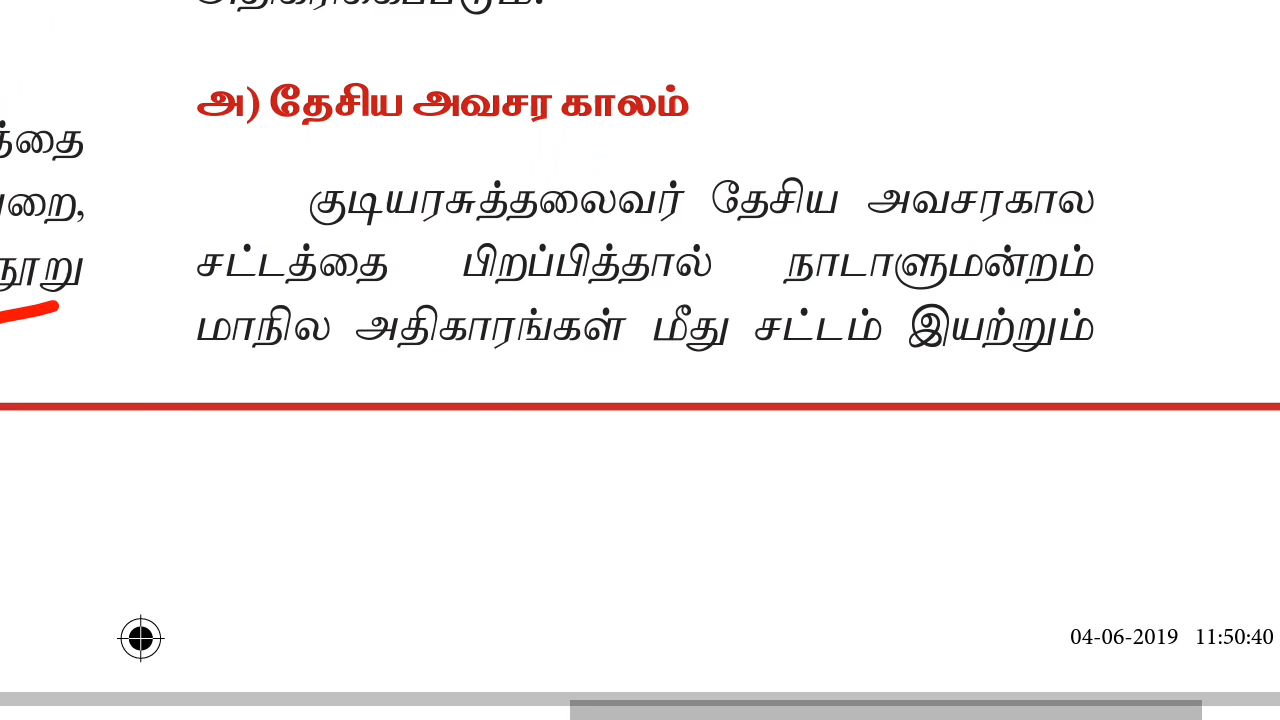 த்தை
நூறு
அ) தேசிய அவசர காலம்
குடியரசுத்தலைவர் தேசிய அவசரகால
சட்டத்தை பிறப்பித்தால் நாடாளுமன்றம்
மாநில அதிகாரங்கள் மீது சட்டம் இயற்றும்
04-06-2019 11:50:40